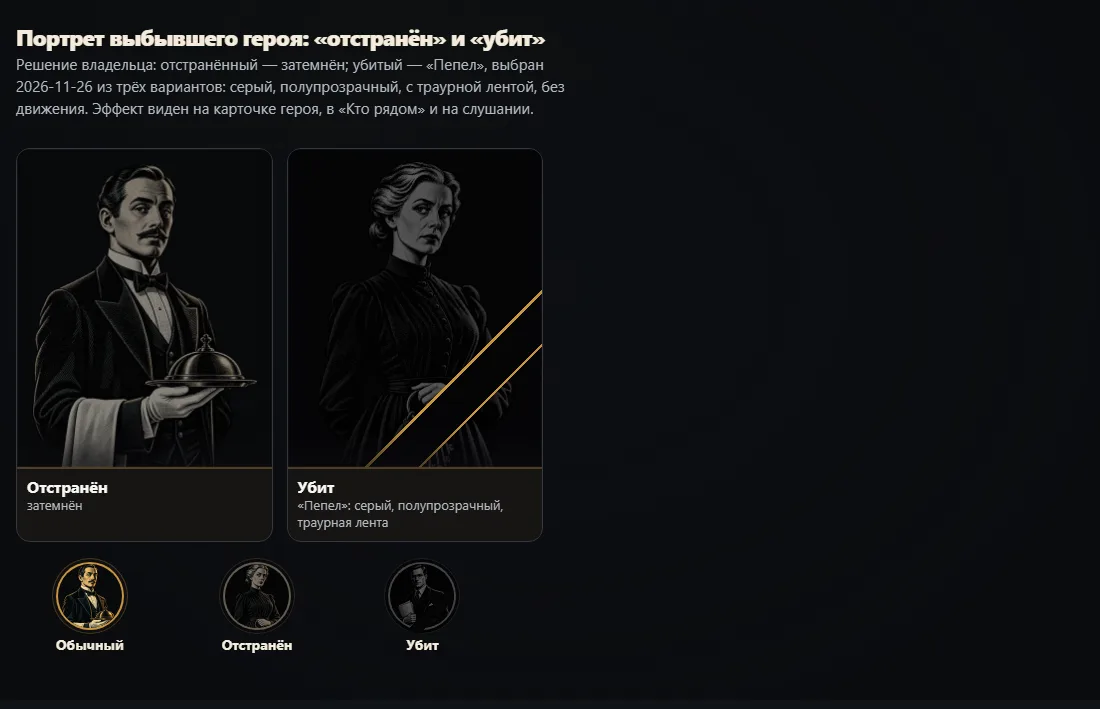 Портрет выбывшего героя: «отстранён» и «убит»
Решение владельца: отстранённый — затемнён; убитый — «Пепел», выбран
2026-11-26 из трёх вариантов: серый, полупрозрачный, с траурной лентой, без
движения. Эффект виден на карточке героя, в «Кто рядом» и на слушании.
Отстранён
затемнён
Убит
«Пепел»: серый, полупрозрачный,
траурная лента
Обычный
Отстранён
Убит